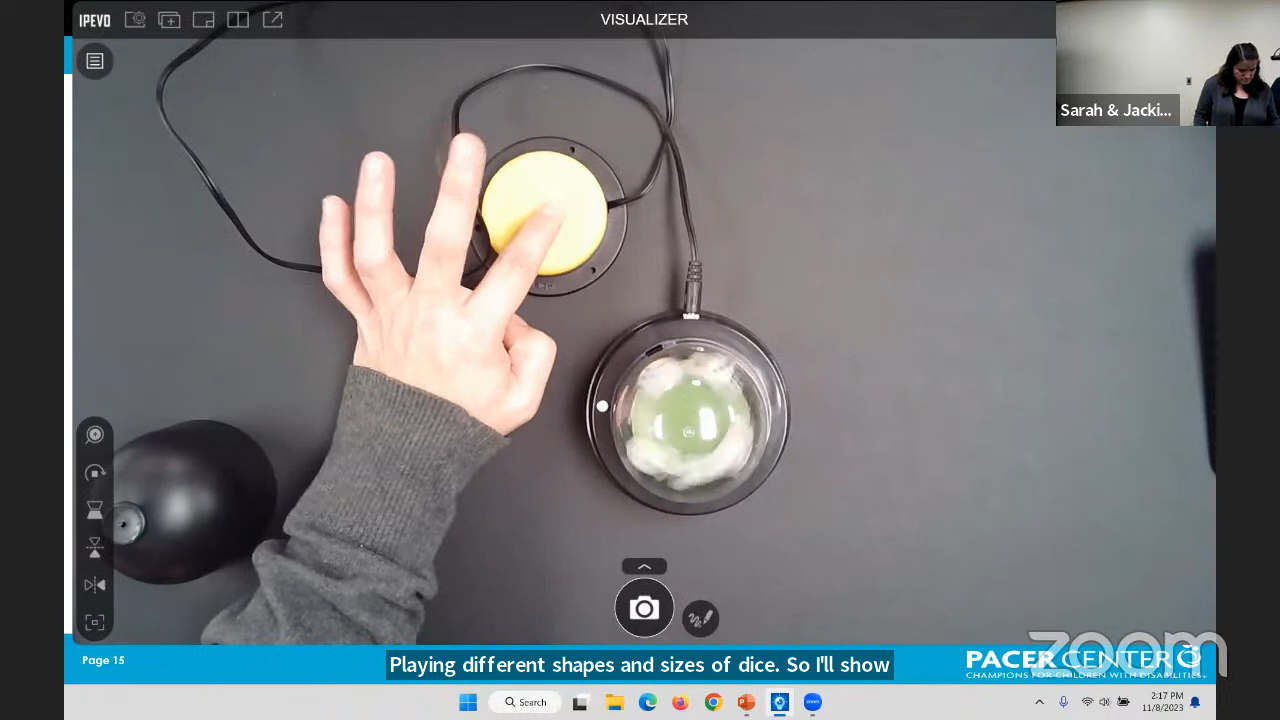 IPEVO
VISUALIZER
Sarah & Jacki...
Page 15
Playing different shapes and sizes of dice. So I'll show
zoom
PACER CENTER
CHAMPIONS FOR CHILDREN WITH DISABILITIES
Search
2:17 PM
11/8/2023